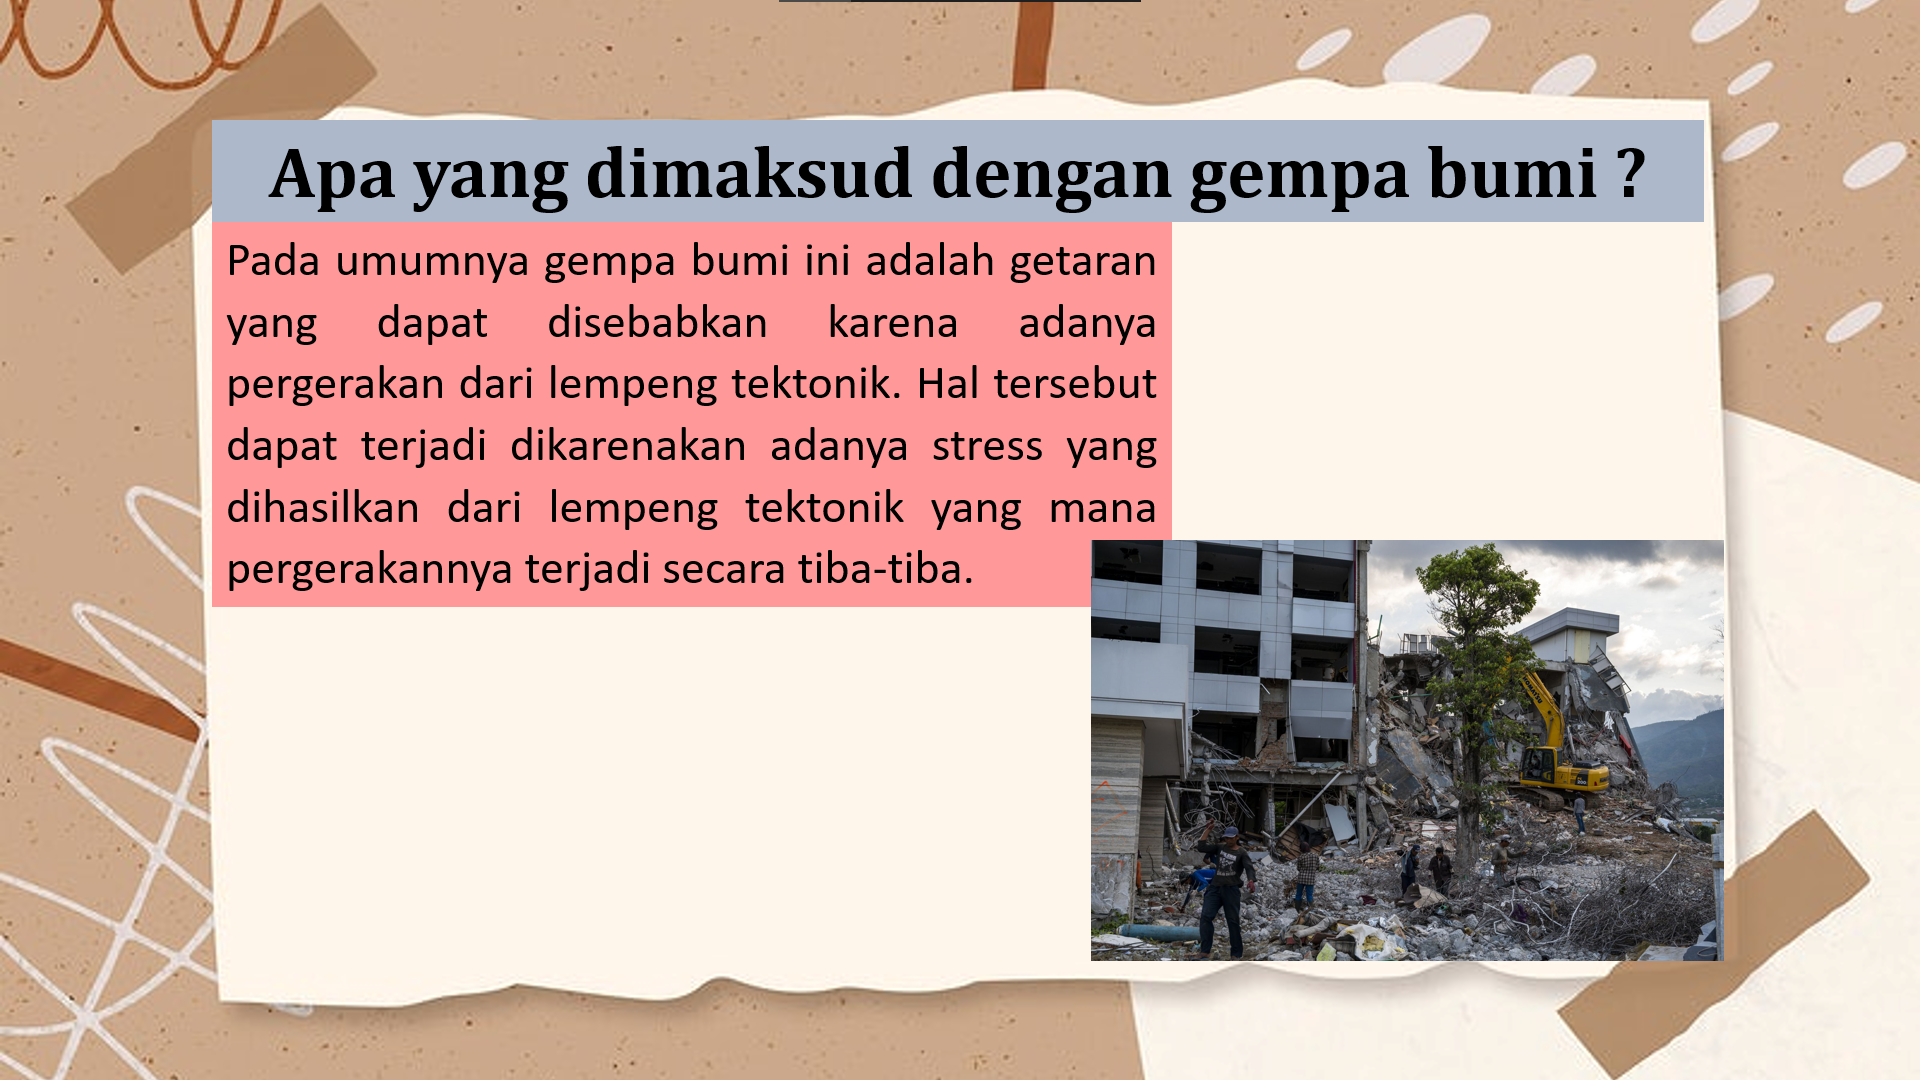 Apa yang dimaksud dengan gempa bumi ?
Pada umumnya gempa bumi ini adalah getaran
yang dapat disebabkan karena adanya
pergerakan dari lempeng tektonik. Hal tersebut
dapat terjadi dikarenakan adanya stress yang
dihasilkan dari lempeng tektonik yang mana
pergerakannya terjadi secara tiba-tiba.